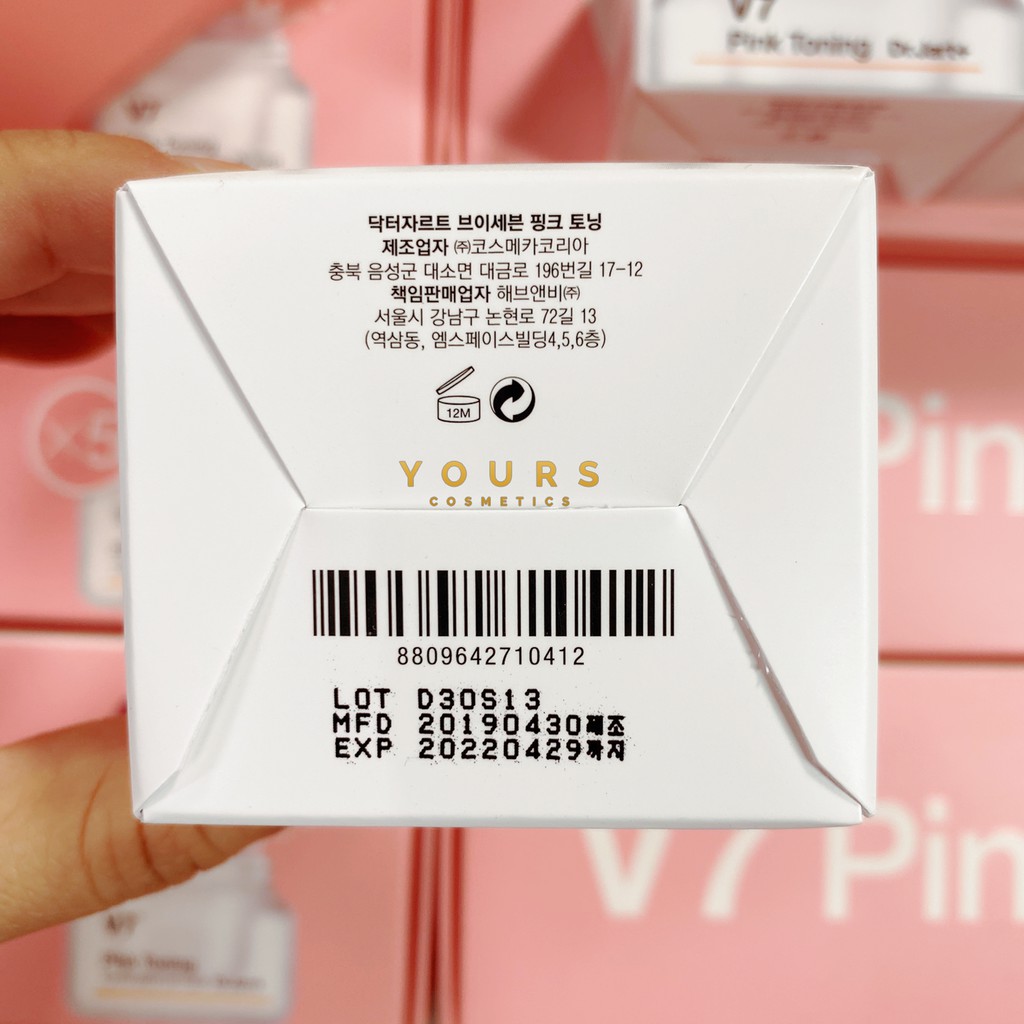 V7
Pink Toning Dr.Jart+
V7
닥터자르트 브이세븐 핑크 토닝
제조업자 ㈜코스메카코리아
충북 음성군 대소면 대금로 196번길 17-12
책임판매업자 해브앤비㈜
서울시 강남구 논현로 72길 13
(역삼동, 엠스페이스빌딩4,5,6층)
12M
x5
Pin
YOURS
COSMETICS
8809642710412
LOT D30S13
MFD 20190430제조
EXP 20220429까지
V7 Pin
V7
Pink Toning